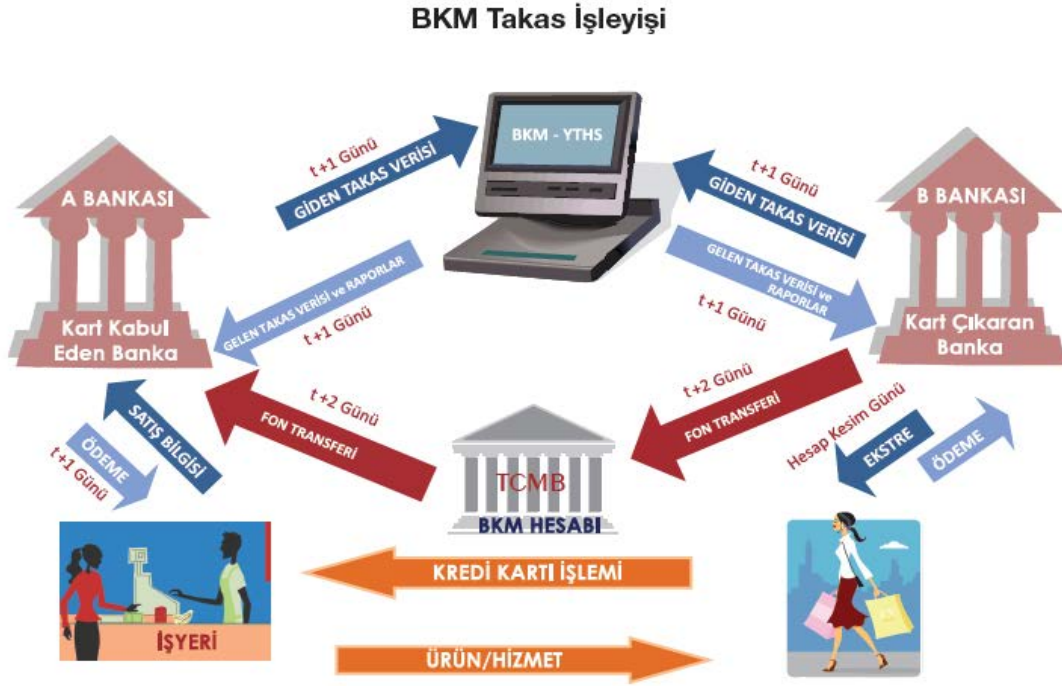 BKM Takas İşleyişi
BKM - YTHS
t+1 Günü
GİDEN TAKAS VERİSİ
t+1 Günü
GİDEN TAKAS VERİSİ
A BANKASI
B BANKASI
GELEN TAKAS VERİSİ ve RAPORLAR
t+1 Günü
GELEN TAKAS VERİSİ ve
RAPORLAR
t+1 Günü
Kart Kabul
Eden Banka
Kart Çıkaran
Banka
t+2 Günü
FON TRANSFERİ
t+2 Günü
FON TRANSFERİ
SATIŞ BİLGİSİ
ÖDEME
t+1 Günü
TCMB
BKM HESABI
Hesap Kesim Günü
EKSTRE
ÖDEME
KREDİ KARTI İŞLEMİ
İŞYERİ
ÜRÜN/HİZMET